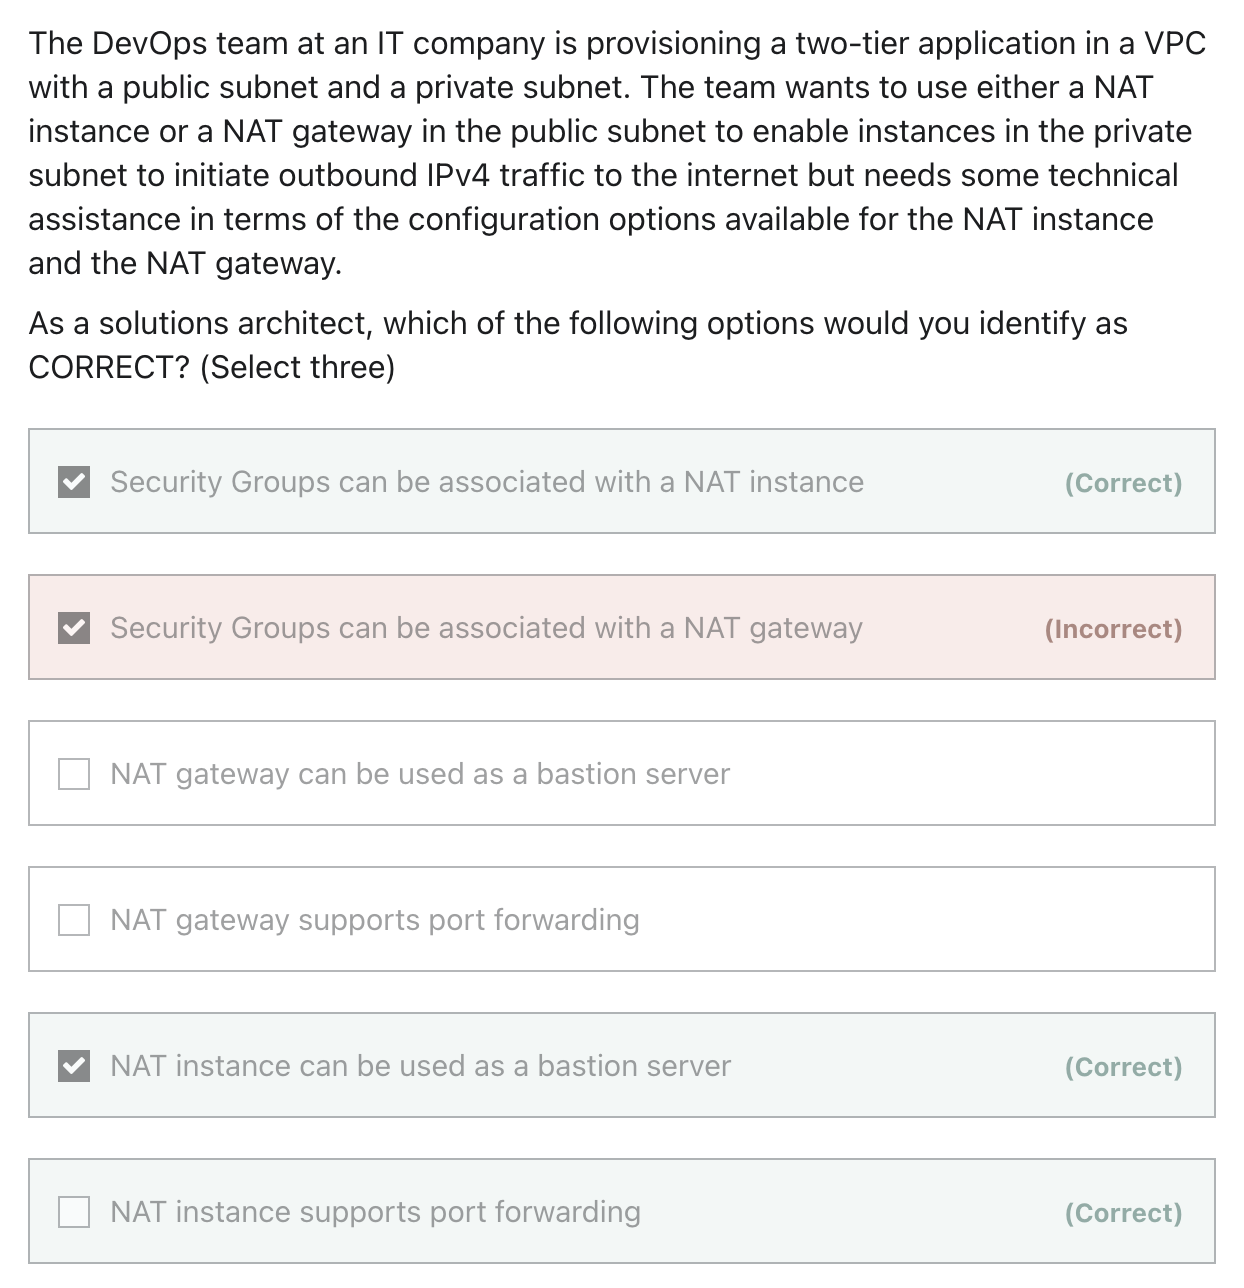 The DevOps team at an IT company is provisioning a two-tier application in a VPC
with a public subnet and a private subnet. The team wants to use either a NAT
instance or a NAT gateway in the public subnet to enable instances in the private
subnet to initiate outbound IPv4 traffic to the internet but needs some technical
assistance in terms of the configuration options available for the NAT instance
and the NAT gateway.
As a solutions architect, which of the following options would you identify as
CORRECT? (Select three)
Security Groups can be associated with a NAT instance (Correct)
Security Groups can be associated with a NAT gateway (Incorrect)
NAT gateway can be used as a bastion server
NAT gateway supports port forwarding
NAT instance can be used as a bastion server (Correct)
NAT instance supports port forwarding (Correct)